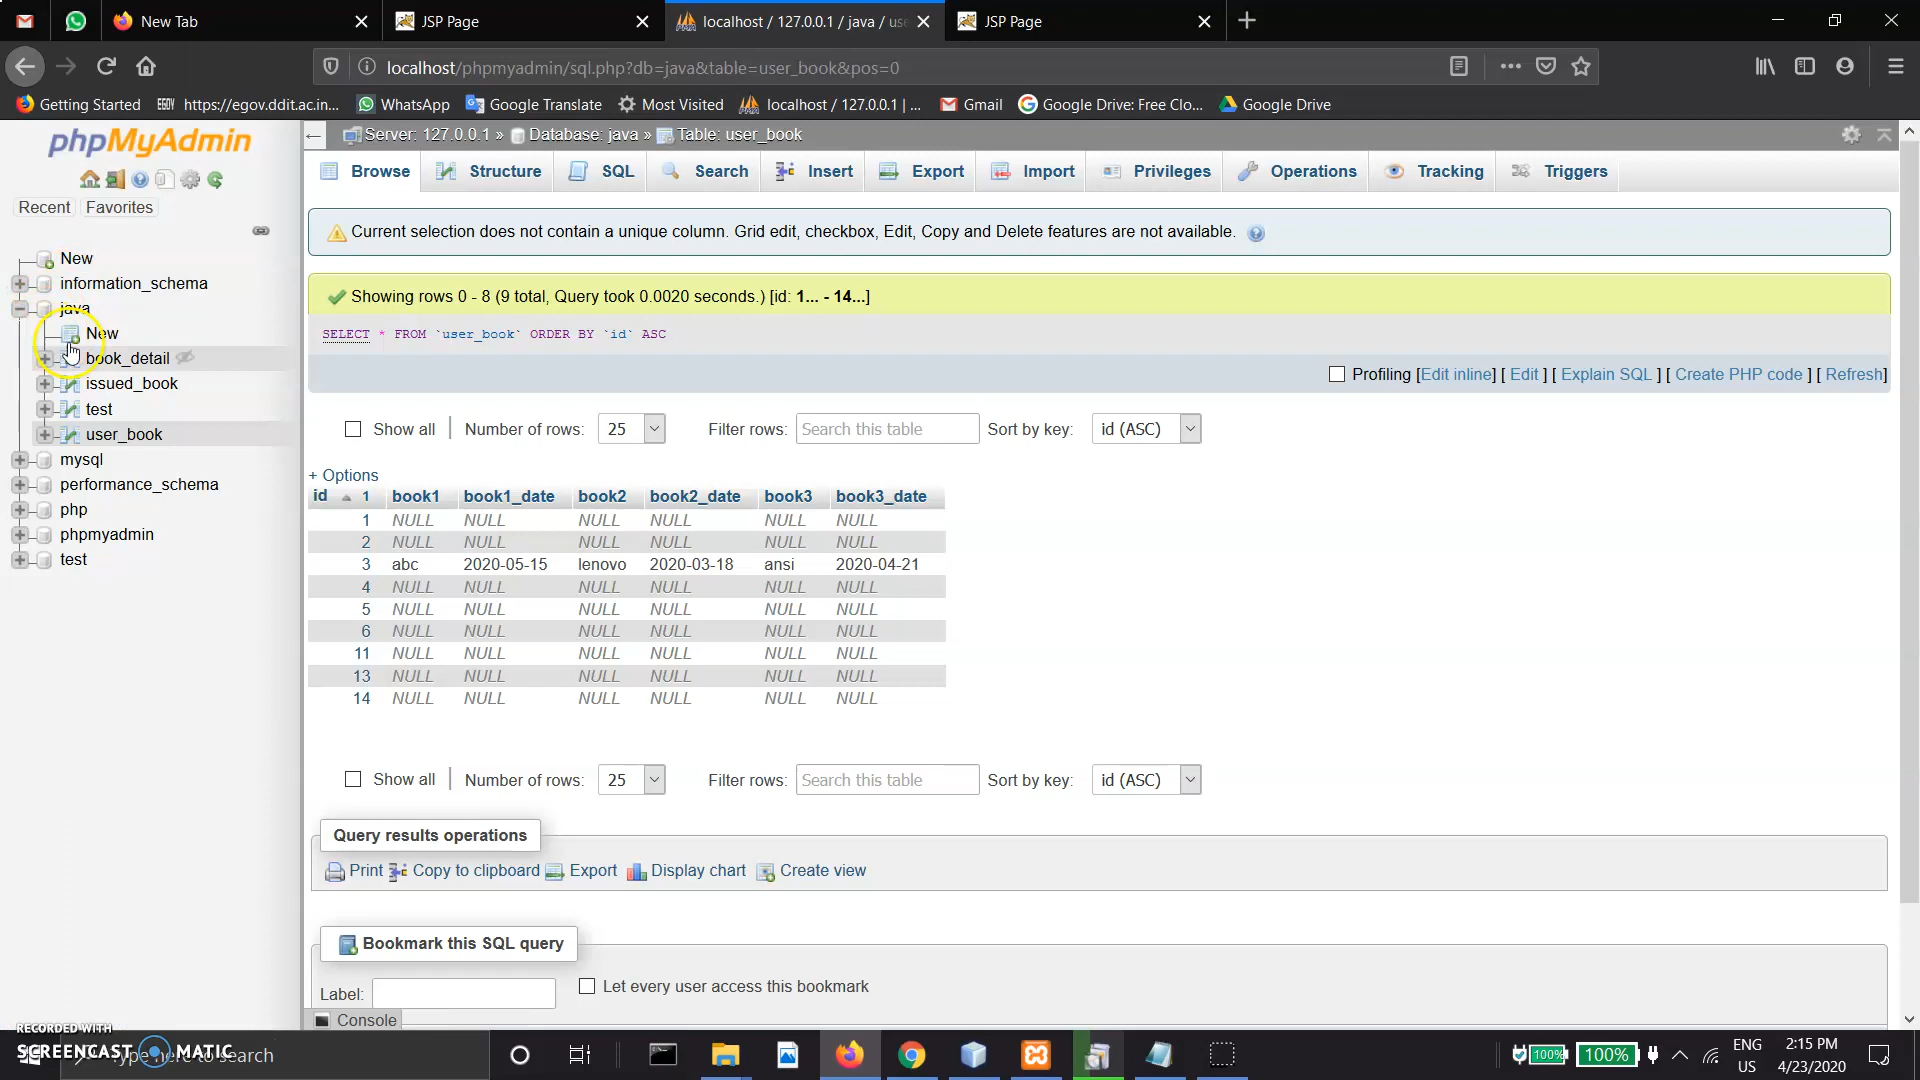 New Tab
JSP Page
localhost / 127.0.0.1 / java / use
JSP Page
localhost/phpmyadmin/sql.php?db=java&table=user_book&pos=0
Getting Started
EGOV https://egov.ddit.ac.in...
WhatsApp
Google Translate
Most Visited
localhost / 127.0.0.1 | ...
Gmail
Google Drive: Free Clo...
Google Drive
phpMyAdmin
Recent Favorites
New
information_schema
java
New
book_detail
issued_book
test
user_book
mysql
performance_schema
php
phpmyadmin
test
Server: 127.0.0.1 » Database: java » Table: user_book
Browse Structure SQL Search Insert Export Import Privileges Operations Tracking Triggers
Current selection does not contain a unique column. Grid edit, checkbox, Edit, Copy and Delete features are not available.
Showing rows 0 - 8 (9 total, Query took 0.0020 seconds.) [id: 1... - 14...]
SELECT * FROM `user_book` ORDER BY `id` ASC
Profiling [Edit inline] [ Edit ] [ Explain SQL ] [ Create PHP code ] [ Refresh]
Show all | Number of rows: 25 Filter rows: Search this table Sort by key: id (ASC)
+ Options
id 1 book1 book1_date book2 book2_date book3 book3_date
1 NULL NULL NULL NULL NULL NULL
2 NULL NULL NULL NULL NULL NULL
3 abc 2020-05-15 lenovo 2020-03-18 ansi 2020-04-21
4 NULL NULL NULL NULL NULL NULL
5 NULL NULL NULL NULL NULL NULL
6 NULL NULL NULL NULL NULL NULL
11 NULL NULL NULL NULL NULL NULL
13 NULL NULL NULL NULL NULL NULL
14 NULL NULL NULL NULL NULL NULL
Show all | Number of rows: 25 Filter rows: Search this table Sort by key: id (ASC)
Query results operations
Print Copy to clipboard Export Display chart Create view
Bookmark this SQL query
Label: Let every user access this bookmark
Console
RECORDED WITH
SCREENCAST MATIC
Type here to search
100% 100% ENG US
2:15 PM
4/23/2020